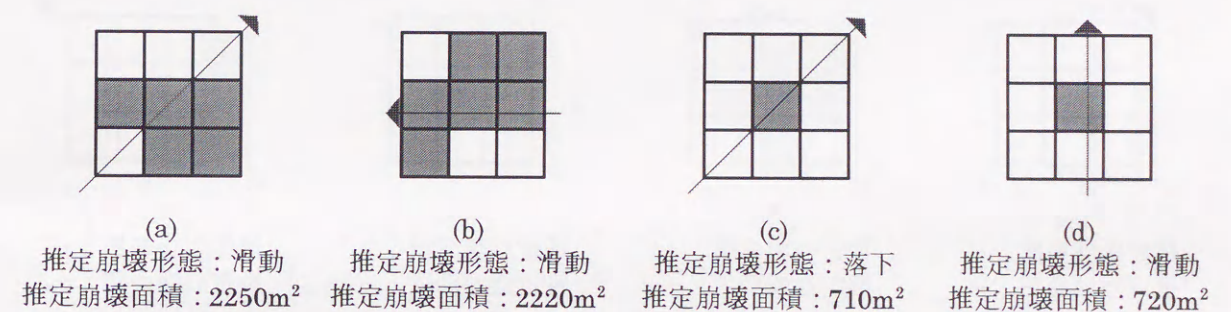 (a)
推定崩壊形態：滑動
推定崩壊面積：2250m²
(b)
推定崩壊形態：滑動
推定崩壊面積：2220m²
(c)
推定崩壊形態：落下
推定崩壊面積：710m²
(d)
推定崩壊形態：滑動
推定崩壊面積：720m²